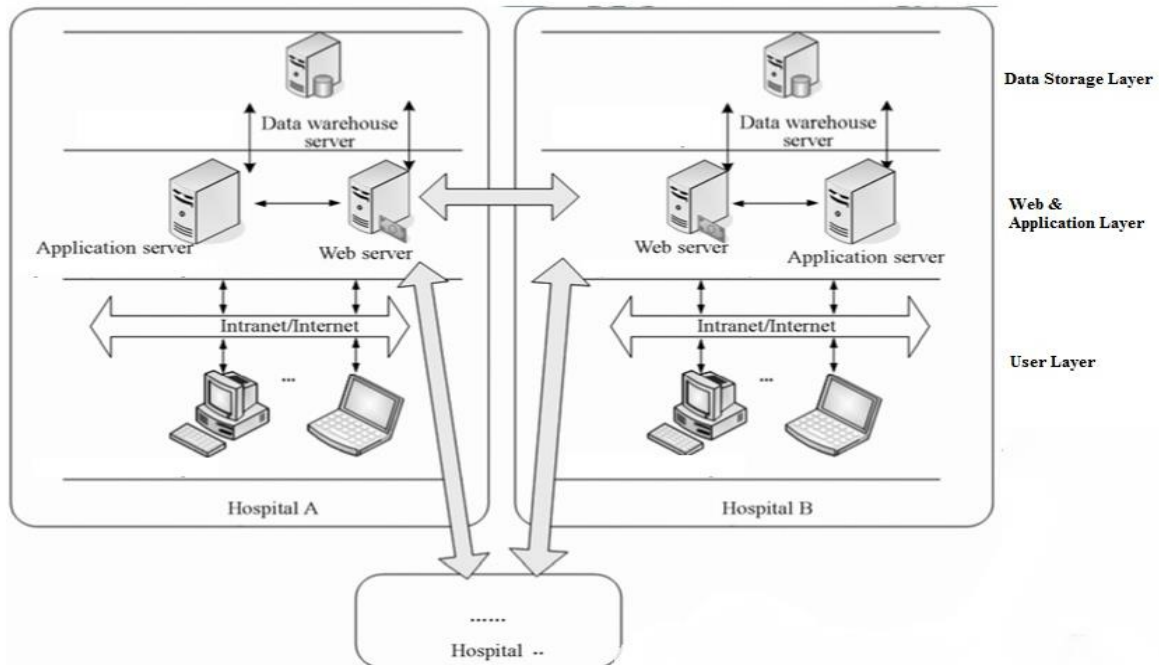 Data warehouse
server
Application server
Web server
Intranet/Internet
...
Hospital A
Data warehouse
server
Web server
Application server
Intranet/Internet
...
Hospital B
Data Storage Layer
Web &
Application Layer
User Layer
......
Hospital ..